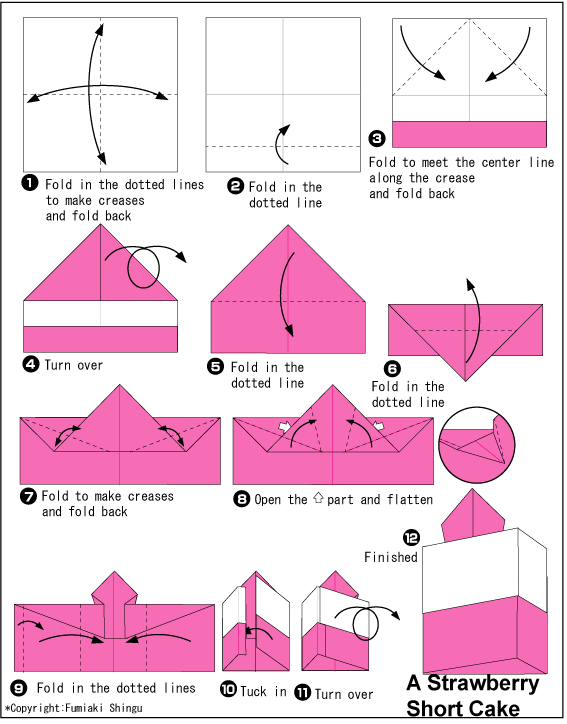 1 Fold in the dotted lines
to make creases
and fold back
2 Fold in the
dotted line
3
Fold to meet the center line
along the crease
and fold back
4 Turn over
5 Fold in the
dotted line
6
Fold in the
dotted line
7 Fold to make creases
and fold back
8 Open the ⇧ part and flatten
9 Fold in the dotted lines
10 Tuck in
11 Turn over
12
Finished
A Strawberry
Short Cake
*Copyright:Fumiaki Shingu